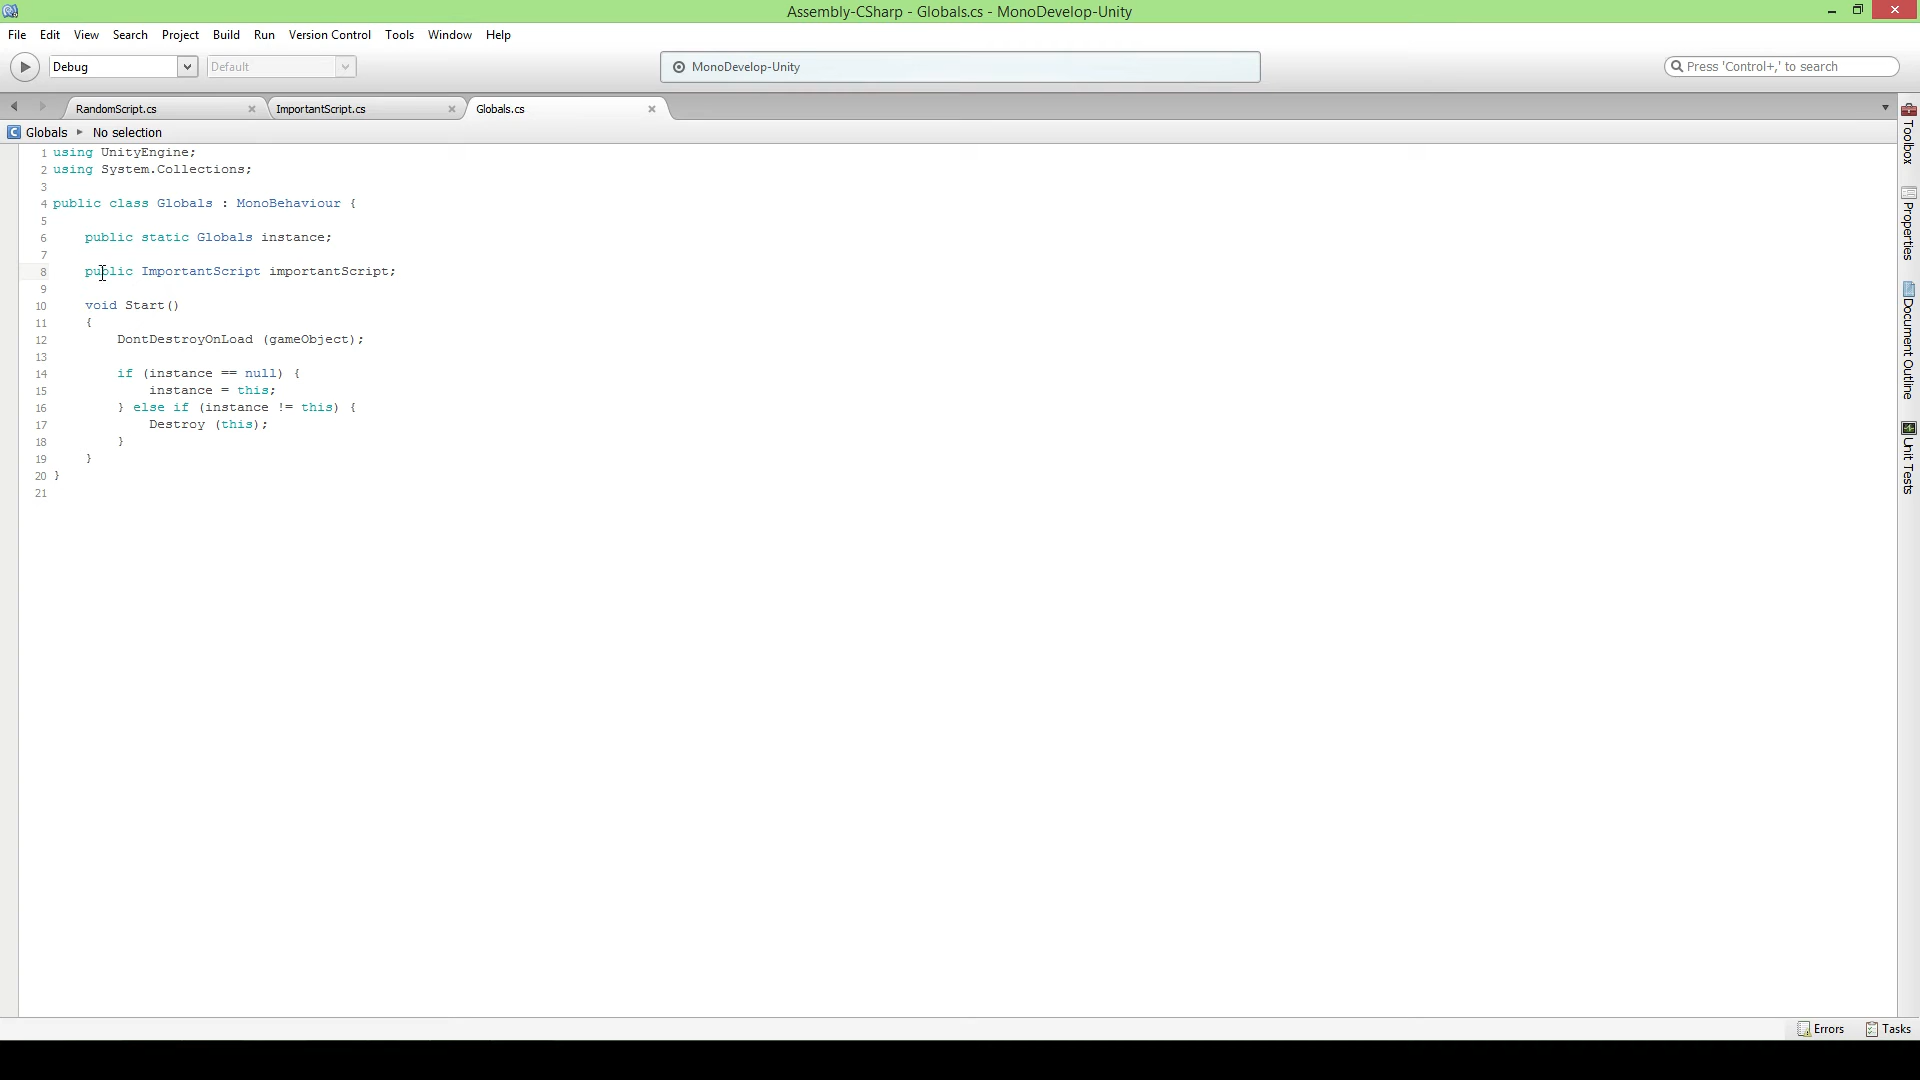 Assembly-CSharp - Globals.cs - MonoDevelop-Unity
File Edit View Search Project Build Run Version Control Tools Window Help
Debug Default MonoDevelop-Unity Press 'Control+,' to search
RandomScript.cs ImportantScript.cs Globals.cs
C Globals No selection
1 using UnityEngine;
2 using System.Collections;
3
4 public class Globals : MonoBehaviour {
5
6 public static Globals instance;
7
8 public ImportantScript importantScript;
9
10 void Start()
11 {
12 DontDestroyOnLoad (gameObject);
13
14 if (instance == null) {
15 instance = this;
16 } else if (instance != this) {
17 Destroy (this);
18 }
19 }
20 }
21
Toolbox
Properties
Document Outline
Unit Tests
Errors Tasks